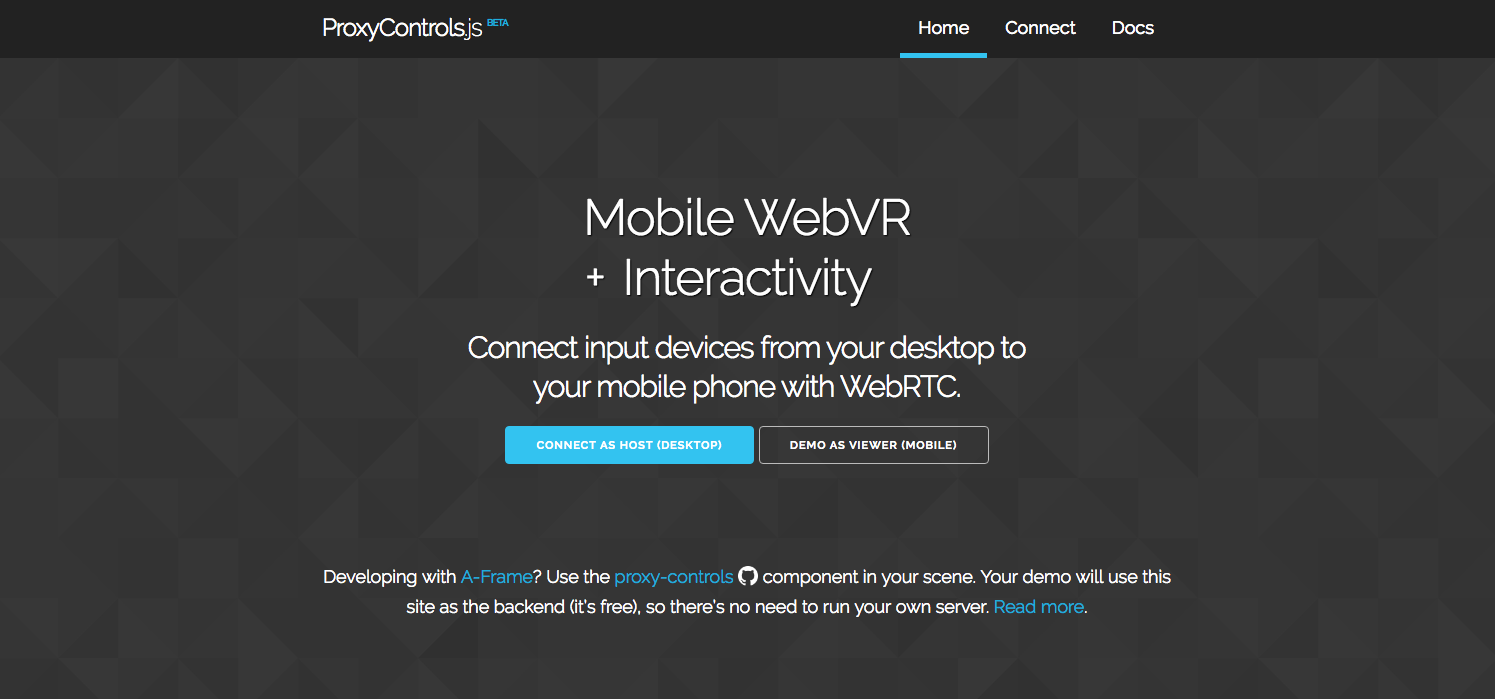 ProxyControls.js BETA
Home Connect Docs
Mobile WebVR
+ Interactivity
Connect input devices from your desktop to
your mobile phone with WebRTC.
CONNECT AS HOST (DESKTOP) DEMO AS VIEWER (MOBILE)
Developing with A-Frame? Use the proxy-controls component in your scene. Your demo will use this
site as the backend (it's free), so there's no need to run your own server. Read more.